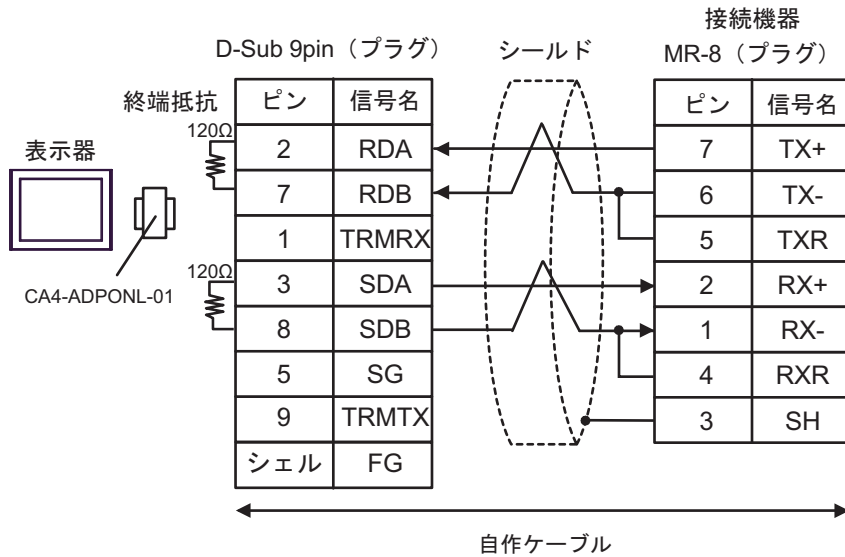 接続機器
D-Sub 9pin（プラグ）
シールド
MR-8（プラグ）
終端抵抗
ピン 信号名
ピン 信号名
表示器
120Ω
2 RDA
7 TX+
7 RDB
6 TX-
1 TRMRX
5 TXR
CA4-ADPONL-01
120Ω
3 SDA
2 RX+
8 SDB
1 RX-
5 SG
4 RXR
9 TRMTX
3 SH
シェル FG
自作ケーブル